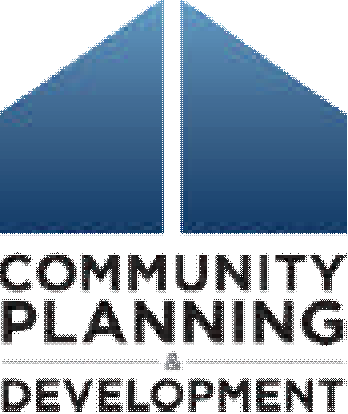 COMMUNITY
PLANNING
&
DEVELOPMENT